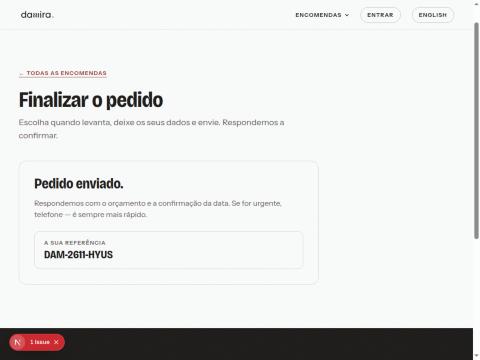 damira.
ENCOMENDAS
ENTRAR
ENGLISH
← TODAS AS ENCOMENDAS
Finalizar o pedido
Escolha quando levanta, deixe os seus dados e envie. Respondemos a
confirmar.
Pedido enviado.
Respondemos com o orçamento e a confirmação da data. Se for urgente,
telefone — é sempre mais rápido.
A SUA REFERÊNCIA
DAM-2611-HYUS
N
1 Issue ×